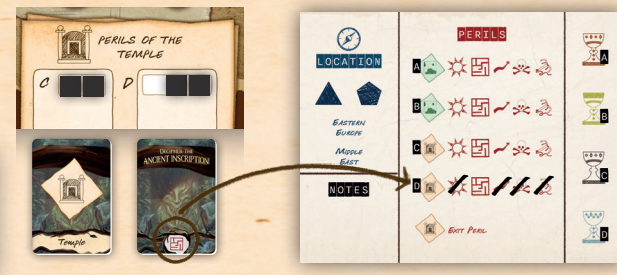 PERILS OF THE
TEMPLE
C
D
Temple
DECIPHER THE
ANCIENT INSCRIPTION!
LOCATION
EASTERN
EUROPE
MIDDLE
EAST
NOTES
PERILS
A
B
C
D
EXIT PERIL
A
B
C
D